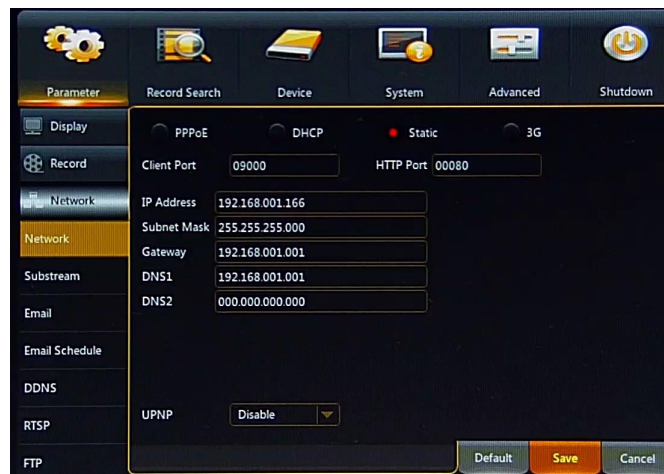 Parameter Record Search Device System Advanced Shutdown
Display
Record
Network
Network
Substream
Email
Email Schedule
DDNS
RTSP
FTP
PPPoE DHCP Static 3G
Client Port 09000 HTTP Port 00080
IP Address 192.168.001.166
Subnet Mask 255.255.255.000
Gateway 192.168.001.001
DNS1 192.168.001.001
DNS2 000.000.000.000
UPNP Disable
Default Save Cancel